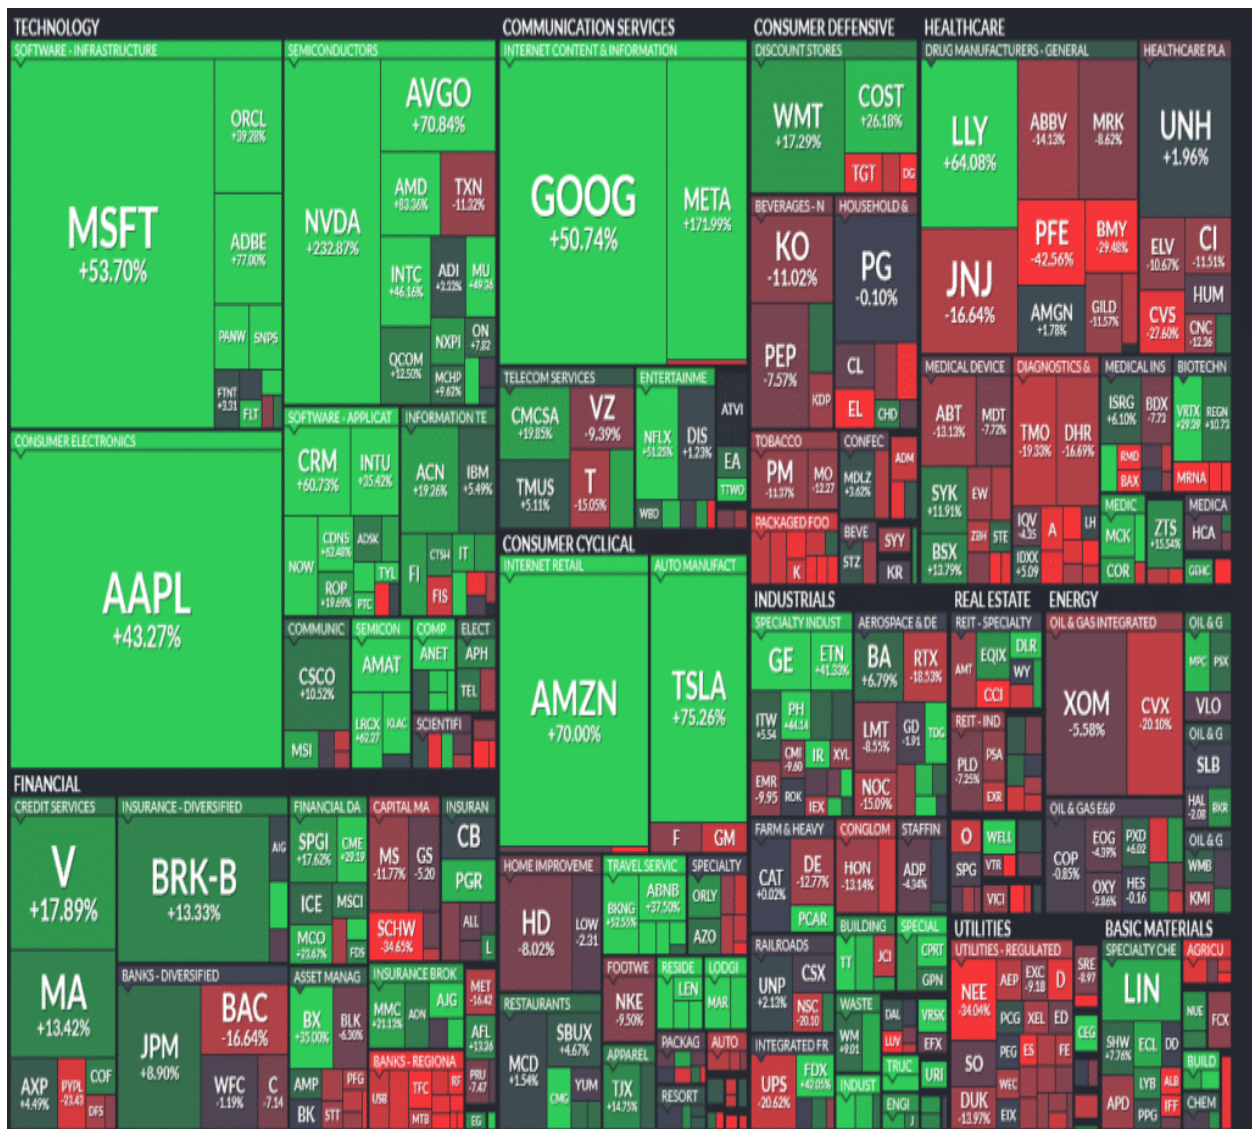 TECHNOLOGY
SOFTWARE - INFRASTRUCTURE
MSFT
+53.70%
ORCL
+39.28%
ADBE
+77.00%
PANW
SNPS
FTNT
+3.31
FLT
SEMICONDUCTORS
NVDA
+232.87%
AVGO
+70.84%
AMD
+83.36%
TXN
-11.32%
INTC
+46.16%
ADI
+2.32%
MU
+49.36
QCOM
+12.50%
NXPI
ON
+7.82
MCHP
+9.62%
CONSUMER ELECTRONICS
AAPL
+43.27%
SOFTWARE - APPLICAT
CRM
+60.73%
INTU
+35.42%
NOW
CDNS
+62.48%
ADSK
ROP
+19.69%
TYL
PTC
INFORMATION TE
ACN
+19.26%
IBM
+5.49%
FI
CTSH
IT
FIS
COMMUNIC
CSCO
+10.52%
MSI
SEMICON
AMAT
LRCX
+62.27
KLAC
COMP
ANET
ELECT
APH
TEL
SCIENTIFI
COMMUNICATION SERVICES
INTERNET CONTENT & INFORMATION
GOOG
+50.74%
META
+171.99%
TELECOM SERVICES
CMCSA
+19.85%
VZ
-9.39%
TMUS
+5.11%
T
-15.05%
ENTERTAINME
NFLX
+51.25%
DIS
+1.23%
WBD
ATVI
EA
TTWO
CONSUMER CYCLICAL
INTERNET RETAIL
AMZN
+70.00%
AUTO MANUFACT
TSLA
+75.26%
F
GM
HOME IMPROVEME
HD
-8.02%
LOW
-2.31
TRAVEL SERVIC
BKNG
+52.55%
ABNB
+37.50%
SPECIALTY
ORLY
AZO
RESTAURANTS
MCD
+1.54%
SBUX
+4.67%
CMG
YUM
FOOTWE
NKE
-9.50%
RESIDE
LEN
LODGI
MAR
APPAREL
TJX
+14.75%
PACKAG
AUTO
RESORT
CONSUMER DEFENSIVE
DISCOUNT STORES
WMT
+17.29%
COST
+26.18%
TGT
DG
BEVERAGES - N
KO
-11.02%
PEP
-7.57%
KDP
HOUSEHOLD &
PG
-0.10%
CL
EL
CHD
TOBACCO
PM
-11.37%
MO
-12.27
CONFEC
MDLZ
+3.62%
ADM
PACKAGED FOO
K
BEVE
STZ
SYY
KR
HEALTHCARE
DRUG MANUFACTURERS - GENERAL
LLY
+64.08%
ABBV
-14.13%
MRK
-8.62%
JNJ
-16.64%
PFE
-42.56%
BMY
-29.48%
AMGN
+1.78%
GILD
-11.57%
HEALTHCARE PLA
UNH
+1.96%
ELV
-10.67%
CI
-11.51%
CVS
-27.60%
HUM
CNC
-12.36
MEDICAL DEVICE
ABT
-13.13%
MDT
-7.72%
SYK
+11.91%
EW
BSX
+13.79%
ZBH
STE
DIAGNOSTICS &
TMO
-19.33%
DHR
-16.69%
IQV
-4.35
A
LH
IDXX
+5.09
MEDICAL INS
ISRG
+6.10%
BDX
-7.73
RMD
BAX
BIOTECHN
VRTX
+29.39
REGN
+10.73
MRNA
MEDIC
MCK
COR
ZTS
+15.54%
MEDICA
HCA
GEHC
INDUSTRIALS
SPECIALTY INDUST
GE
ETN
+41.33%
ITW
+5.54
PH
+44.14
CMI
-9.60
IR
XYL
EMR
-9.95
ROK
IEX
AEROSPACE & DE
BA
+6.79%
RTX
-18.53%
LMT
-8.55%
GD
-1.91
TDG
NOC
-15.09%
FARM & HEAVY
CAT
+0.02%
DE
-12.77%
PCAR
CONGLOM
HON
-13.14%
STAFFIN
ADP
-4.34%
RAILROADS
UNP
+2.13%
CSX
NSC
-20.10
BUILDING
TT
JCI
SPECIAL
CPRT
GPN
WASTE
WM
+9.01
DAL
LUV
VRSK
EFX
INTEGRATED FR
UPS
-20.62%
FDX
+42.05%
TRUC
URI
INDUST
ENGI
J
REAL ESTATE
REIT - SPECIALTY
AMT
EQIX
DLR
WY
CCI
REIT - IND
PLD
-7.25%
PSA
EXR
O
WELL
SPG
VTR
VICI
ENERGY
OIL & GAS INTEGRATED
XOM
-5.58%
CVX
-20.10%
OIL & G
MPC
PSX
VLO
OIL & G
SLB
HAL
-2.08
BKR
OIL & GAS E&P
COP
-0.85%
EOG
-4.39%
PXD
+6.02
OXY
-2.86%
HES
-0.16
OIL & G
WMB
KMI
UTILITIES
UTILITIES - REGULATED
NEE
-34.04%
AEP
EXC
-9.18
D
SRE
-8.97
PCG
XEL
ED
CEG
SO
PEG
ES
FE
WEC
DUK
-13.97%
EIX
BASIC MATERIALS
SPECIALTY CHE
LIN
AGRICU
NUE
FCX
SHW
+7.76%
ECL
DD
BUILD
LYB
ALB
APD
PPG
IFF
CHEM
FINANCIAL
CREDIT SERVICES
V
+17.89%
MA
+13.42%
AXP
+4.49%
PYPL
-23.43
COF
DFS
INSURANCE - DIVERSIFIED
BRK-B
+13.33%
AIG
BANKS - DIVERSIFIED
JPM
+8.90%
BAC
-16.64%
WFC
-1.19%
C
-7.14
FINANCIAL DA
SPGI
+17.62%
CME
+29.19
ICE
MSCI
MCO
+23.67%
FDS
CAPITAL MA
MS
-11.77%
GS
-5.20
SCHW
-34.65%
INSURAN
CB
PGR
ALL
L
ASSET MANAG
BX
+35.00%
BLK
-6.30%
AMP
PFG
BK
STT
INSURANCE BROK
MMC
+21.13%
AON
AJG
MET
-16.42
AFL
+13.26
PRU
-7.47
EG
BANKS - REGIONA
USB
TFC
RF
MTB